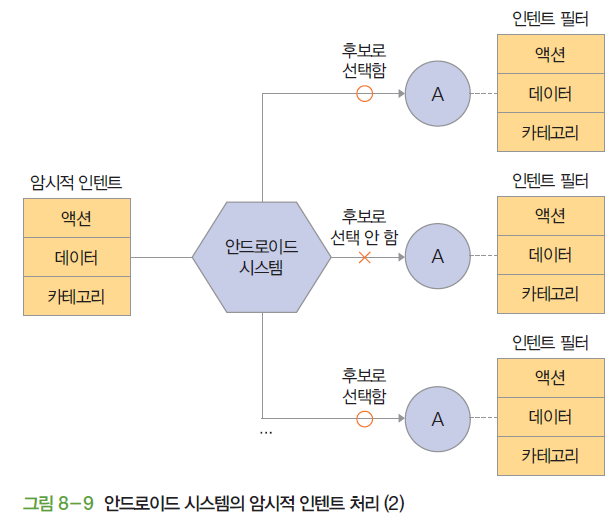 인텐트 필터
후보로
선택함
A
액션
데이터
카테고리
암시적 인텐트
액션
데이터
카테고리
안드로이드
시스템
후보로
선택 안 함
A
인텐트 필터
액션
데이터
카테고리
후보로
선택함
A
인텐트 필터
액션
데이터
카테고리
...
그림 8-9 안드로이드 시스템의 암시적 인텐트 처리 (2)